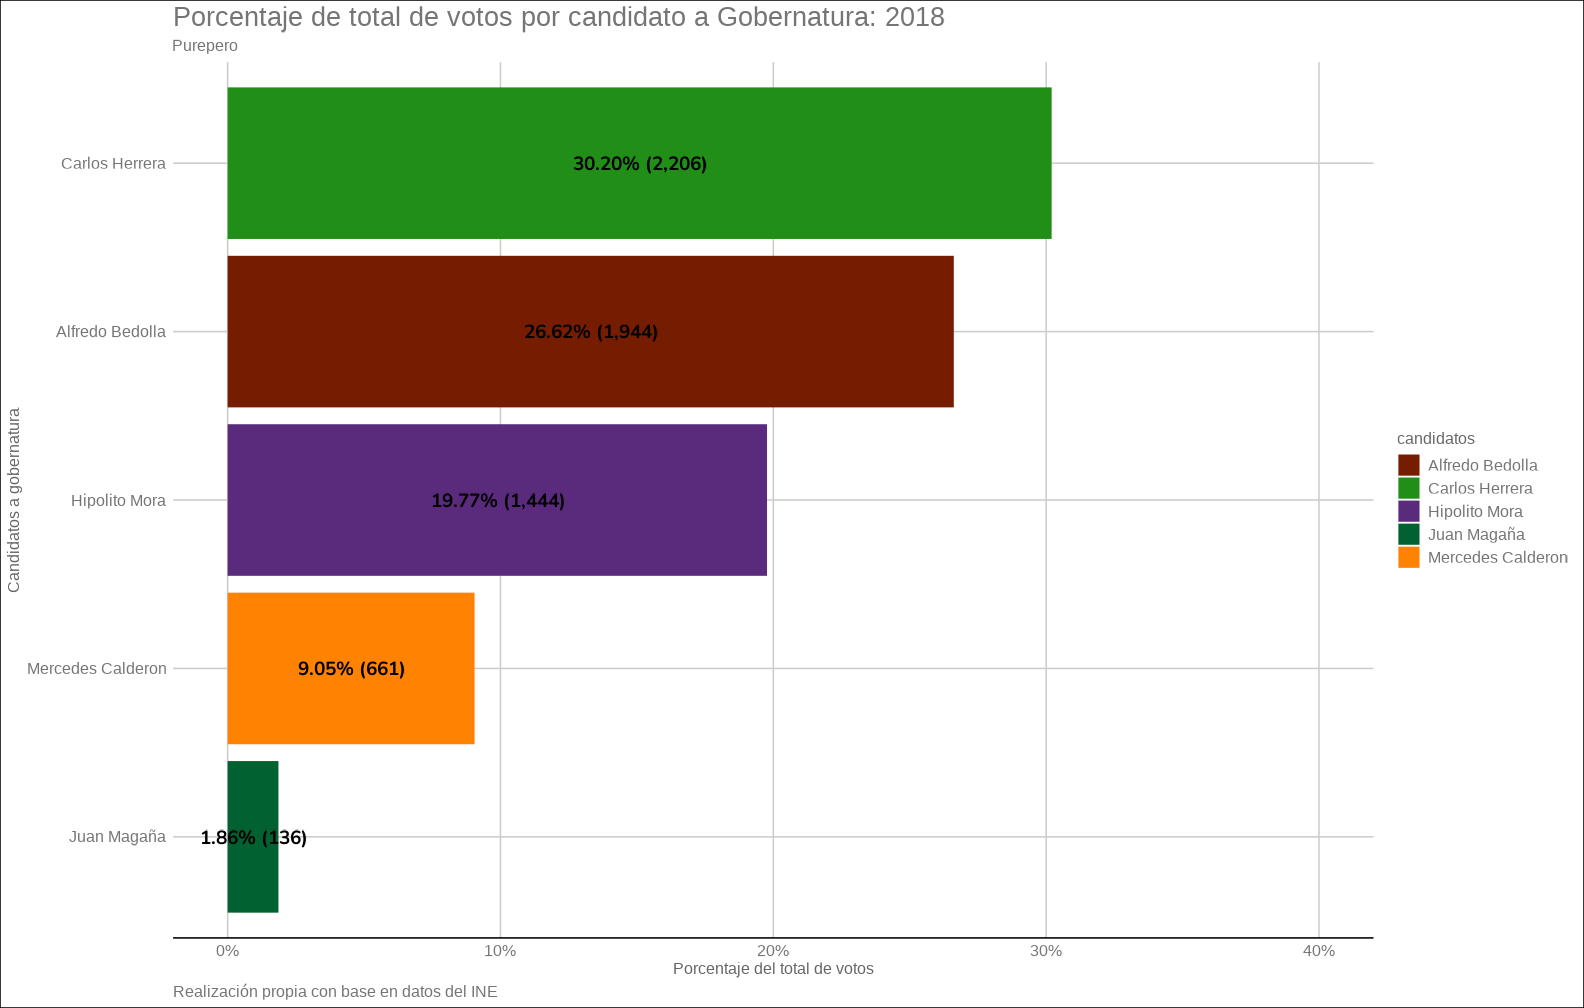 Porcentaje de total de votos por candidato a Gobernatura: 2018
Purepero
Candidatos a gobernatura
Carlos Herrera
30.20% (2,206)
Alfredo Bedolla
26.62% (1,944)
Hipolito Mora
19.77% (1,444)
Mercedes Calderon
9.05% (661)
Juan Magaña
1.86% (136)
0%
10%
20%
30%
40%
Porcentaje del total de votos
candidatos
Alfredo Bedolla
Carlos Herrera
Hipolito Mora
Juan Magaña
Mercedes Calderon
Realización propia con base en datos del INE